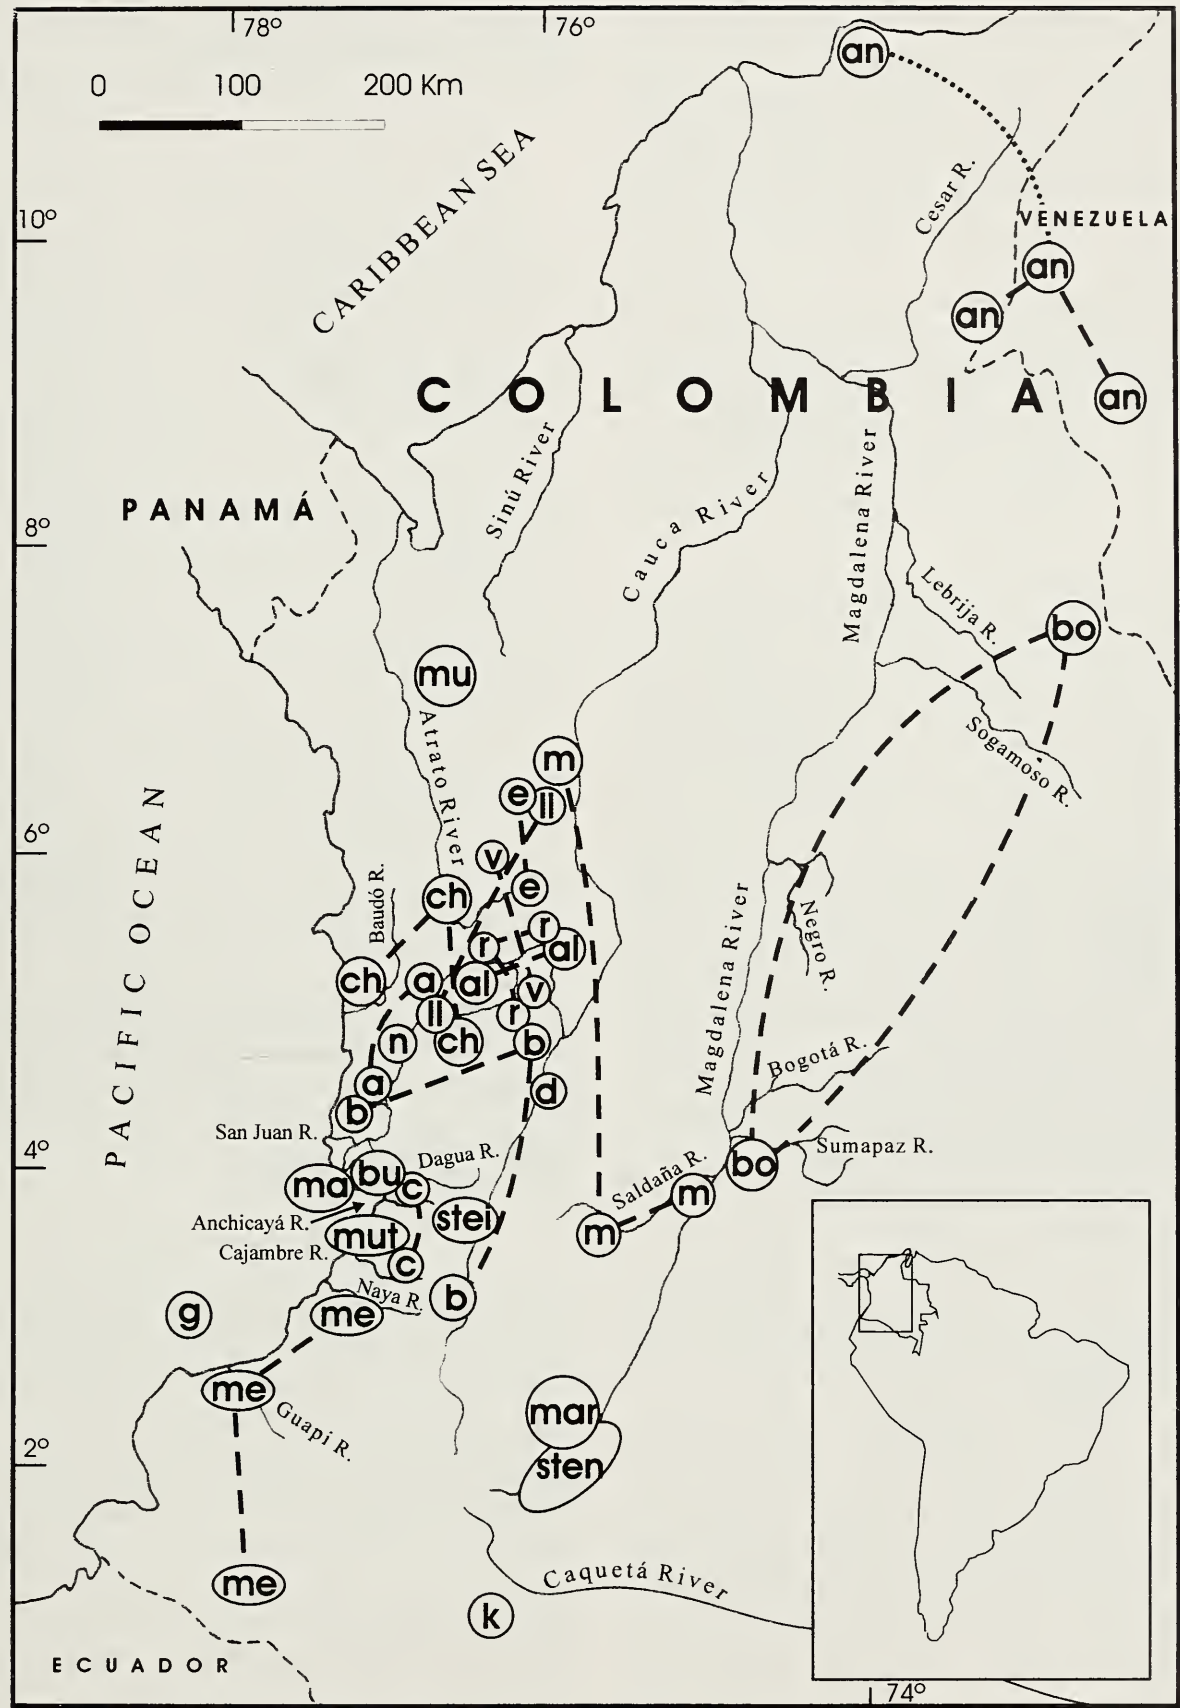 78° 76°
0 100 200 Km
an
CARIBBEAN SEA
Cesar R.
10°
VENEZUELA
an
an
COLOMBIA
an
Sinú River
Cauca River
Magdalena River
PANAMÁ
8°
Lebrija R.
bo
mu
Atrato River
Sogamoso R.
m
e ll
PACIFIC OCEAN
6°
v
e
ch
Baudó R.
r
r
al
Magdalena River
Negro R.
ch a al v
ll r
n ch b
Bogotá R.
a d
b
San Juan R.
Sumapaz R.
4°
Dagua R.
bo
ma bu c
Saldaña R.
m
Anchicayá R.
stei
mut
m
Cajambre R.
c
Naya R.
b
g me
me
Guapi R.
mar
2°
sten
me
Caquetá River
k
ECUADOR
74°